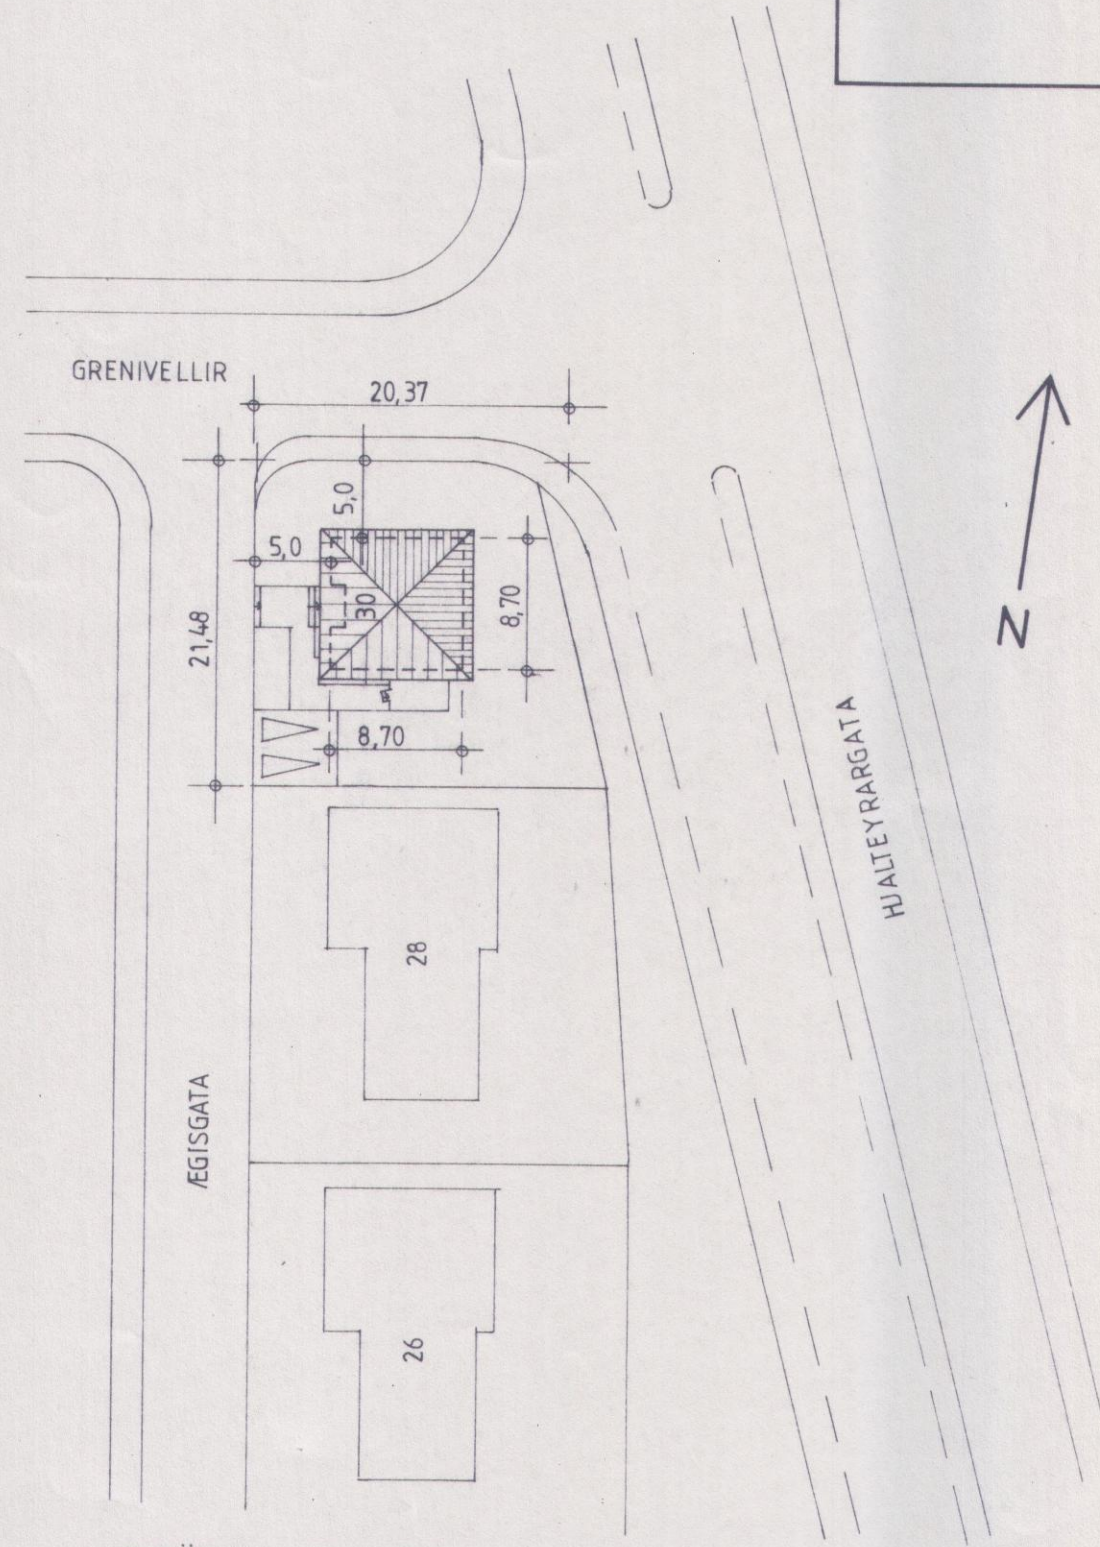 GRENIVELLIR
20,37
5,0
5,0
30
8,70
21,48
8,70
N
HJALTEYRARGATA
28
ÆGISGATA
26